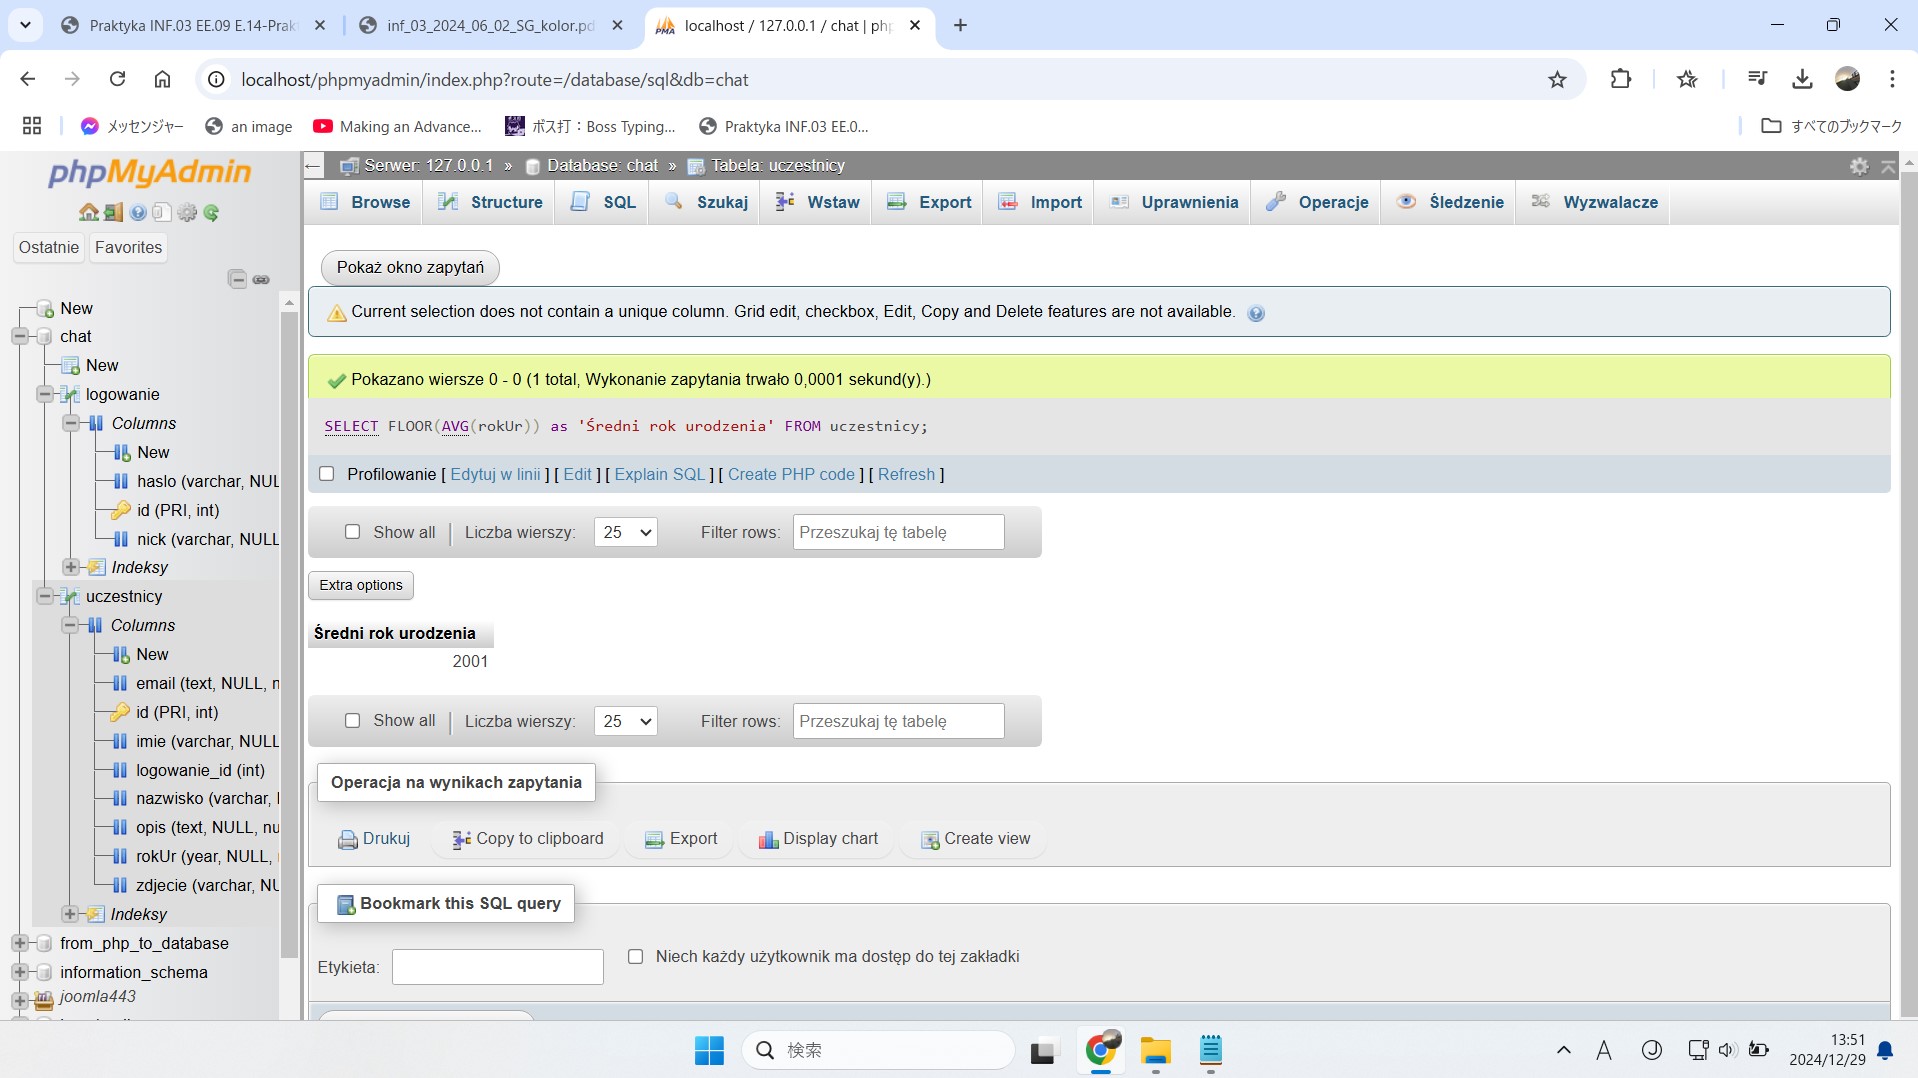 Praktyka INF.03 EE.09 E.14-Prak
inf_03_2024_06_02_SG_kolor.pd
localhost / 127.0.0.1 / chat | php
localhost/phpmyadmin/index.php?route=/database/sql&db=chat
メッセンジャー
an image
Making an Advance...
ボス打：Boss Typing...
Praktyka INF.03 EE.0...
すべてのブックマーク
phpMyAdmin
Ostatnie Favorites
New
chat
New
logowanie
Columns
New
haslo (varchar, NUL
id (PRI, int)
nick (varchar, NULL
Indeksy
uczestnicy
Columns
New
email (text, NULL, n
id (PRI, int)
imie (varchar, NULL
logowanie_id (int)
nazwisko (varchar,
opis (text, NULL, nu
rokUr (year, NULL,
zdjecie (varchar, NU
Indeksy
from_php_to_database
information_schema
joomla443
Serwer: 127.0.0.1 » Database: chat » Tabela: uczestnicy
Browse Structure SQL Szukaj Wstaw Export Import Uprawnienia Operacje Śledzenie Wyzwalacze
Pokaż okno zapytań
Current selection does not contain a unique column. Grid edit, checkbox, Edit, Copy and Delete features are not available.
Pokazano wiersze 0 - 0 (1 total, Wykonanie zapytania trwało 0,0001 sekund(y).)
SELECT FLOOR(AVG(rokUr)) as 'Średni rok urodzenia' FROM uczestnicy;
Profilowanie [ Edytuj w linii ] [ Edit ] [ Explain SQL ] [ Create PHP code ] [ Refresh ]
Show all | Liczba wierszy: 25 Filter rows: Przeszukaj tę tabelę
Extra options
Średni rok urodzenia
2001
Show all | Liczba wierszy: 25 Filter rows: Przeszukaj tę tabelę
Operacja na wynikach zapytania
Drukuj Copy to clipboard Export Display chart Create view
Bookmark this SQL query
Etykieta: Niech każdy użytkownik ma dostęp do tej zakładki
検索
A
13:51
2024/12/29